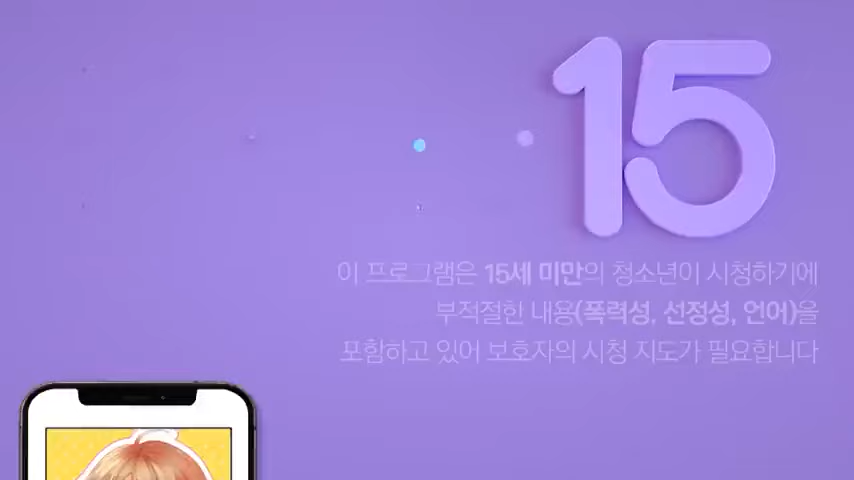 15
이 프로그램은 15세 미만의 청소년이 시청하기에
부적절한 내용(폭력성, 선정성, 언어)을
포함하고 있어 보호자의 시청 지도가 필요합니다